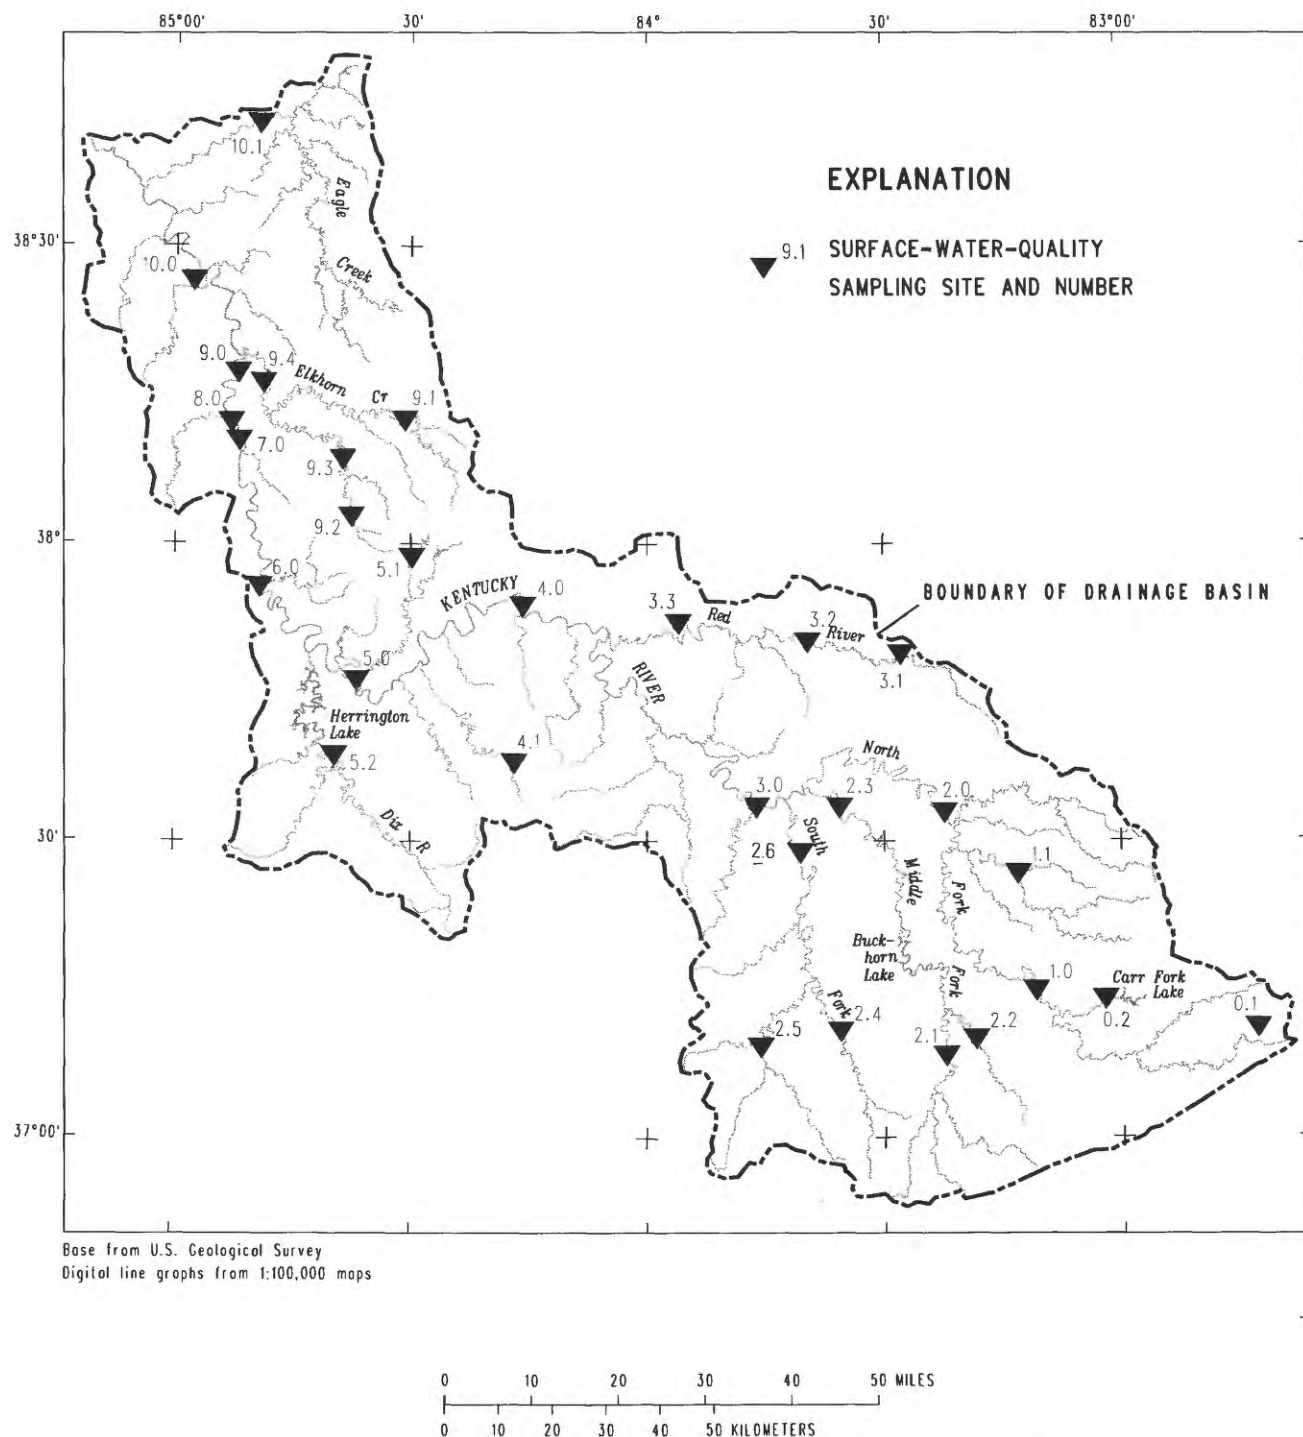 85°00'
30'
84°
30'
83°00'
10.1
EXPLANATION
Eagle
38°30'
9.1
SURFACE-WATER-QUALITY
SAMPLING SITE AND NUMBER
10.0
Creek
9.0
9.4
Elkhorn
Cr
9.1
8.0
7.0
9.3
9.2
38°
5.1
6.0
KENTUCKY
4.0
3.3
Red
3.2
River
BOUNDARY OF DRAINAGE BASIN
3.1
5.0
RIVER
Herrington
Lake
5.2
4.1
North
3.0
2.3
2.0
Dix
R
30'
South
2.6
1.1
Middle
Fork
Buck-
horn
Lake
Fork
1.0
Carr Fork
Lake
0.2
0.1
Fork
2.4
2.5
2.1
2.2
37°00'
Base from U.S. Geological Survey
Digital line graphs from 1:100,000 maps
0 10 20 30 40 50 MILES
0 10 20 30 40 50 KILOMETERS